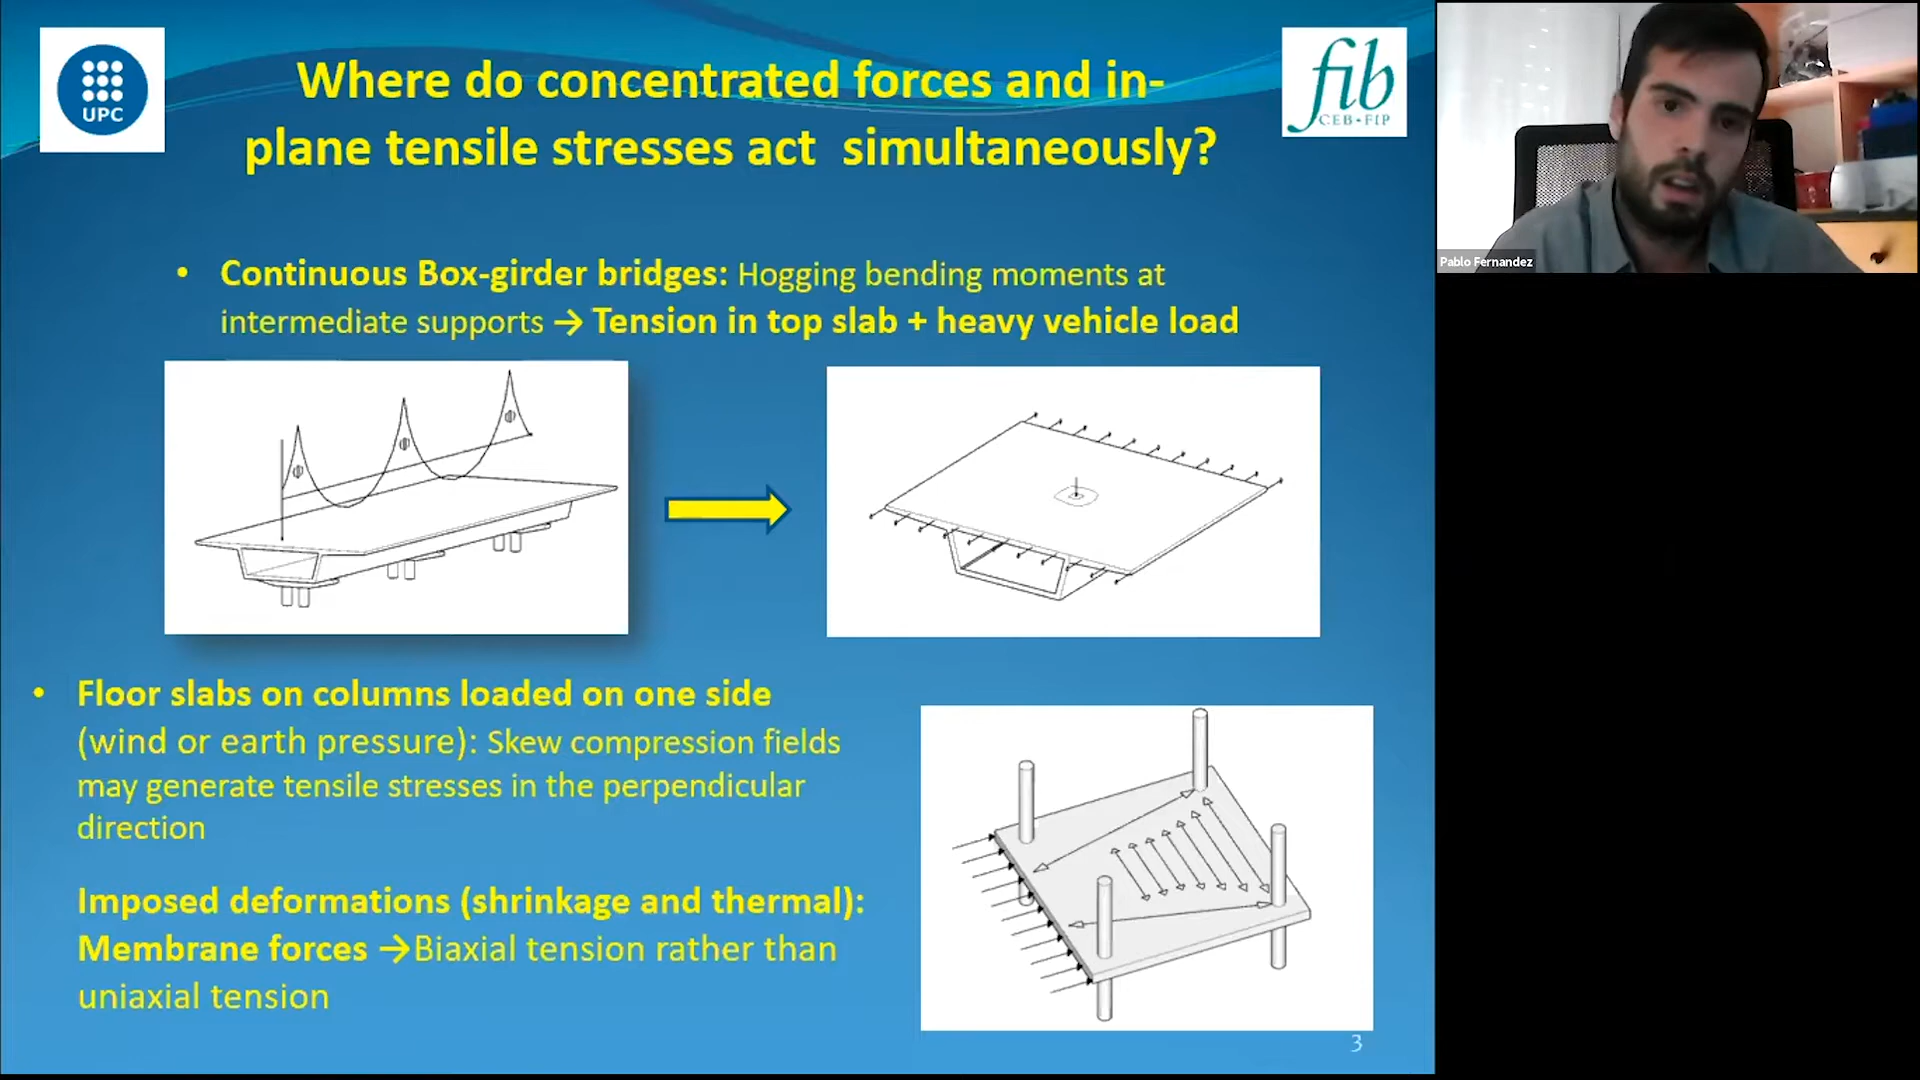 UPC
Where do concentrated forces and in-
plane tensile stresses act simultaneously?
fib
CEB-FIP
Pablo Fernandez
• Continuous Box-girder bridges: Hogging bending moments at
intermediate supports → Tension in top slab + heavy vehicle load
• Floor slabs on columns loaded on one side
(wind or earth pressure): Skew compression fields
may generate tensile stresses in the perpendicular
direction
Imposed deformations (shrinkage and thermal):
Membrane forces →Biaxial tension rather than
uniaxial tension
3